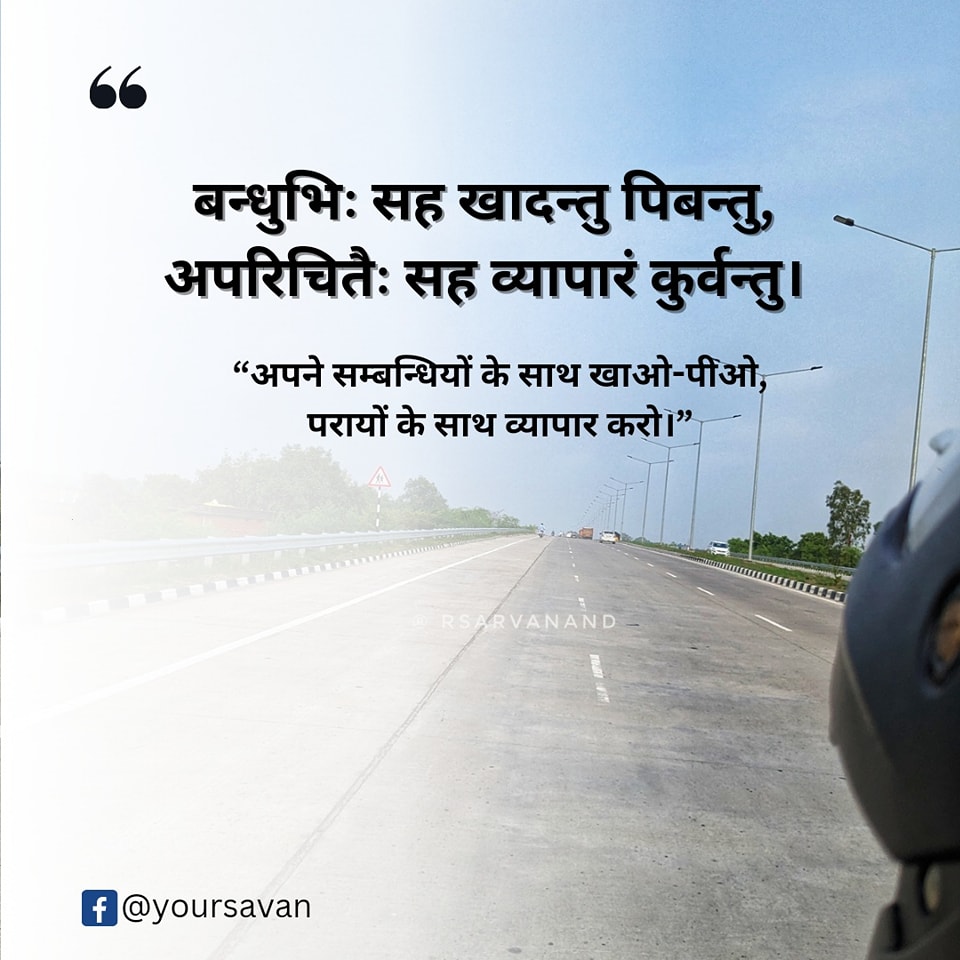 “
बन्धुभिः सह खादन्तु पिबन्तु,
अपरिचितैः सह व्यापारं कुर्वन्तु।
“अपने सम्बन्धियों के साथ खाओ-पीओ,
परायों के साथ व्यापार करो।”
@ RSARVANAND
f @yoursavan